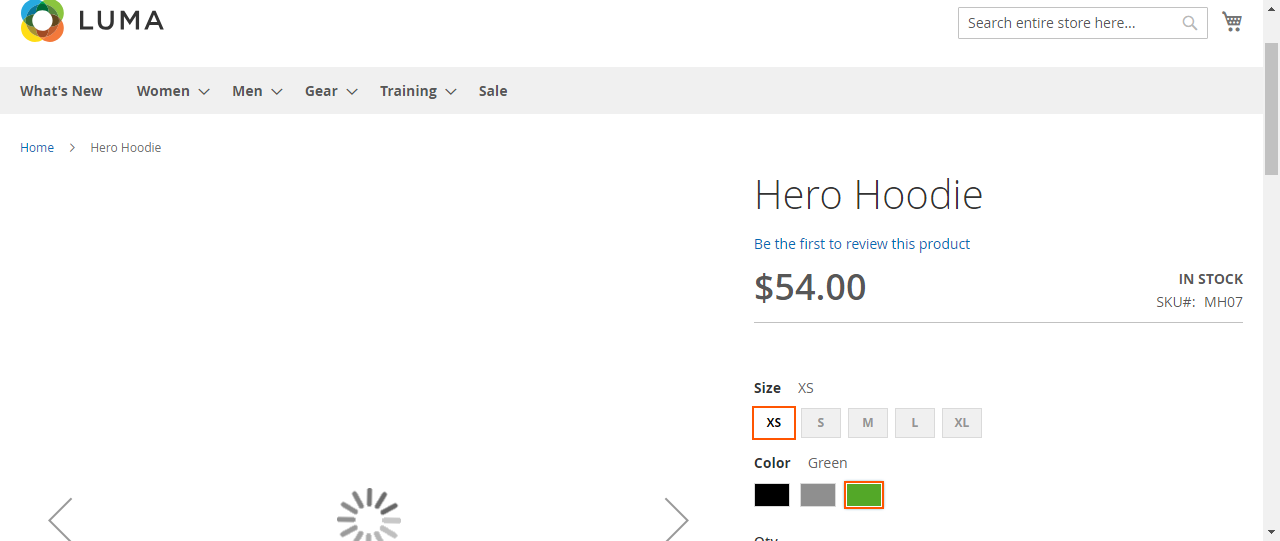 LUMA
Search entire store here...
What's New Women Men Gear Training Sale
Home Hero Hoodie
Hero Hoodie
Be the first to review this product
$54.00
IN STOCK
SKU#: MH07
Size XS
XS S M L XL
Color Green
Qty